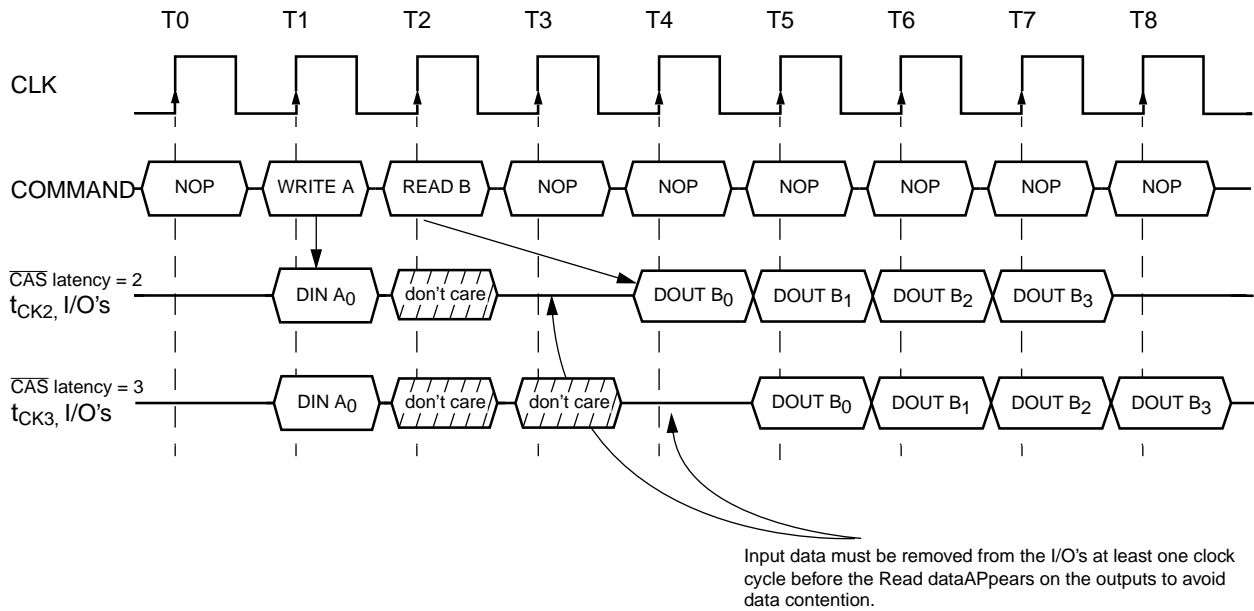 T0 T1 T2 T3 T4 T5 T6 T7 T8
CLK
COMMAND NOP WRITE A READ B NOP NOP NOP NOP NOP NOP
CAS latency = 2
tCK2, I/O's DIN A0 don't care DOUT B0 DOUT B1 DOUT B2 DOUT B3
CAS latency = 3
tCK3, I/O's DIN A0 don't care don't care DOUT B0 DOUT B1 DOUT B2 DOUT B3
Input data must be removed from the I/O's at least one clock
cycle before the Read dataAPpears on the outputs to avoid
data contention.